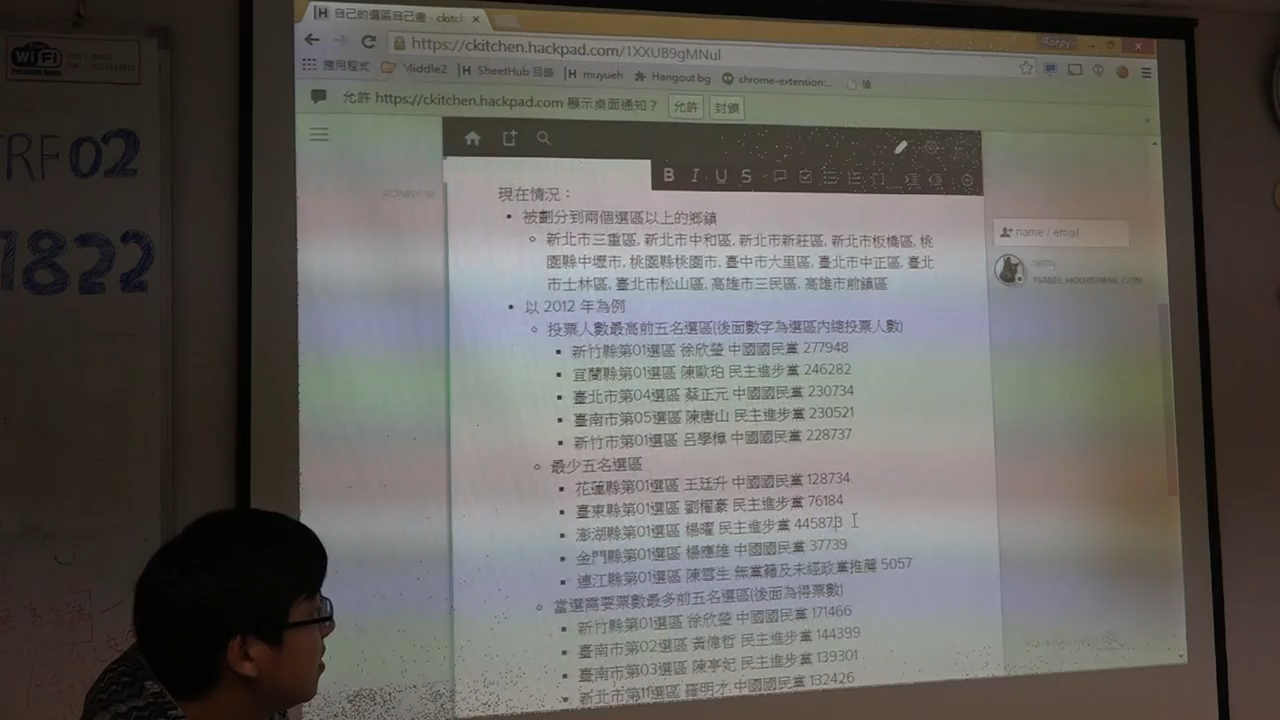 WiFi
TRF02
1822
自己的選區自己畫 - ckitcl
https://ckitchen.hackpad.com/1XXUB9gMNul
Ronny
應用程式 Middle2 SheetHub 目錄 muyueh Hangout bg chrome-extension:...
允許 https://ckitchen.hackpad.com 顯示桌面通知? 允許 封鎖
B I U S
RONNY W
現在情況：
被劃分到兩個選區以上的鄉鎮
新北市三重區, 新北市中和區, 新北市新莊區, 新北市板橋區, 桃
園縣中壢市, 桃園縣桃園市, 臺中市大里區, 臺北市中正區, 臺北
市士林區, 臺北市松山區, 高雄市三民區, 高雄市前鎮區
name / email
以 2012 年為例
投票人數最高前五名選區(後面數字為選區內總投票人數)
新竹縣第01選區 徐欣瑩 中國國民黨 277948
宜蘭縣第01選區 陳歐珀 民主進步黨 246282
臺北市第04選區 蔡正元 中國國民黨 230734
臺南市第05選區 陳唐山 民主進步黨 230521
新竹市第01選區 呂學樟 中國國民黨 228737
最少五名選區
花蓮縣第01選區 王廷升 中國國民黨 128734
臺東縣第01選區 劉櫂豪 民主進步黨 76184
澎湖縣第01選區 楊曜 民主進步黨 445873
金門縣第01選區 楊應雄 中國國民黨 37739
連江縣第01選區 陳雪生 無黨籍及未經政黨推薦 5057
當選需要票數最多前五名選區(後面為得票數)
新竹縣第01選區 徐欣瑩 中國國民黨 171466
臺南市第02選區 黃偉哲 民主進步黨 144399
臺南市第03選區 陳亭妃 民主進步黨 139301
新北市第11選區 羅明才 中國國民黨 132426